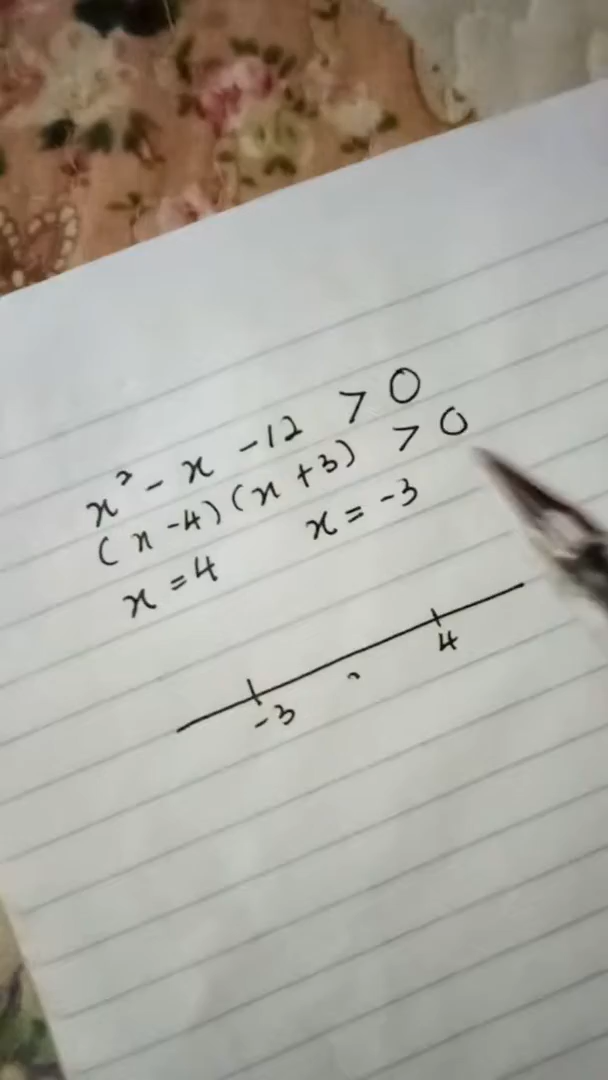 x² - x - 12 > 0
(x - 4)(x + 3) > 0
x = 4 x = -3
-3 4